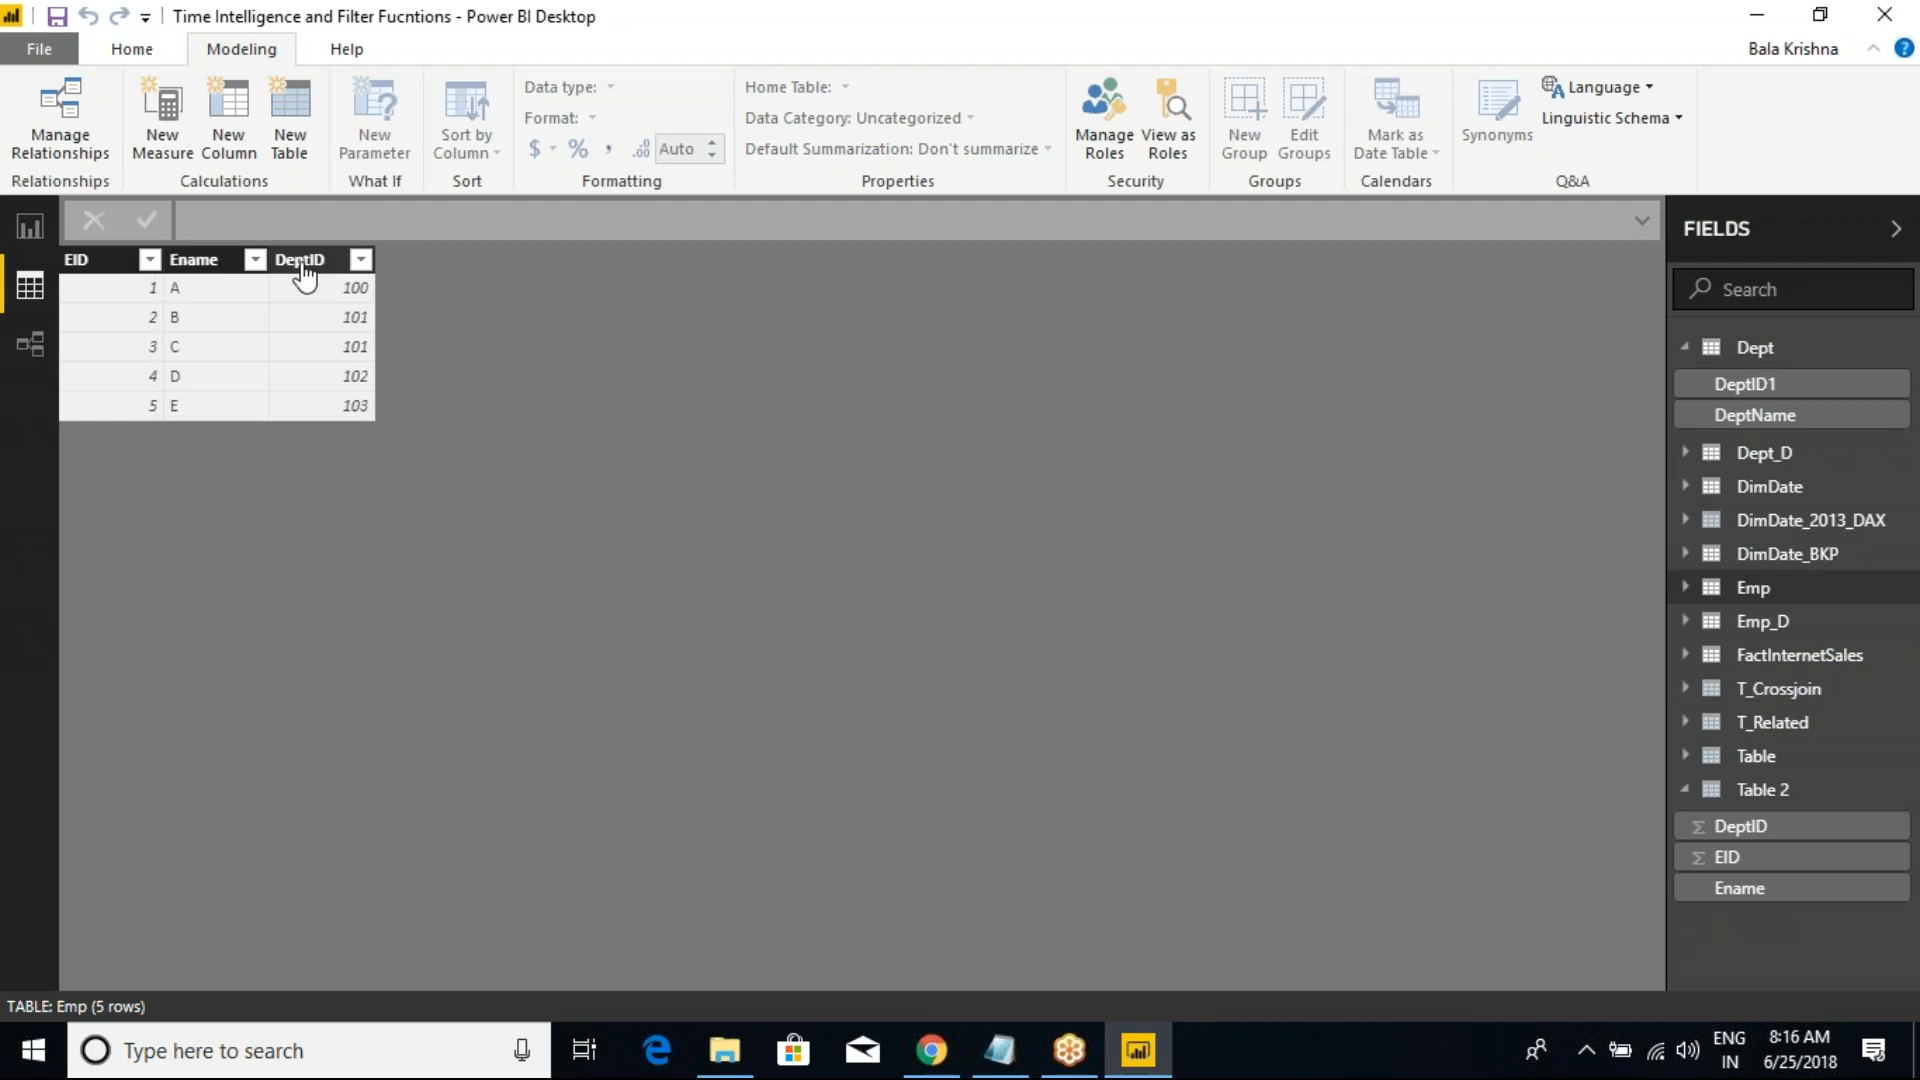 Time Intelligence and Filter Fucntions - Power BI Desktop
File Home Modeling Help
Bala Krishna
Manage Relationships
Relationships
New Measure
New Column
New Table
Calculations
New Parameter
What If
Sort by Column
Sort
Data type:
Format:
$ % , .00 Auto
Formatting
Home Table:
Data Category: Uncategorized
Default Summarization: Don't summarize
Properties
Manage Roles
View as Roles
Security
New Group
Edit Groups
Groups
Mark as Date Table
Calendars
Synonyms
Language
Linguistic Schema
Q&A
EID Ename DeptID
1 A 100
2 B 101
3 C 101
4 D 102
5 E 103
FIELDS
Search
Dept
DeptID1
DeptName
Dept_D
DimDate
DimDate_2013_DAX
DimDate_BKP
Emp
Emp_D
FactInternetSales
T_Crossjoin
T_Related
Table
Table 2
Σ DeptID
Σ EID
Ename
TABLE: Emp (5 rows)
Type here to search
ENG
IN
8:16 AM
6/25/2018